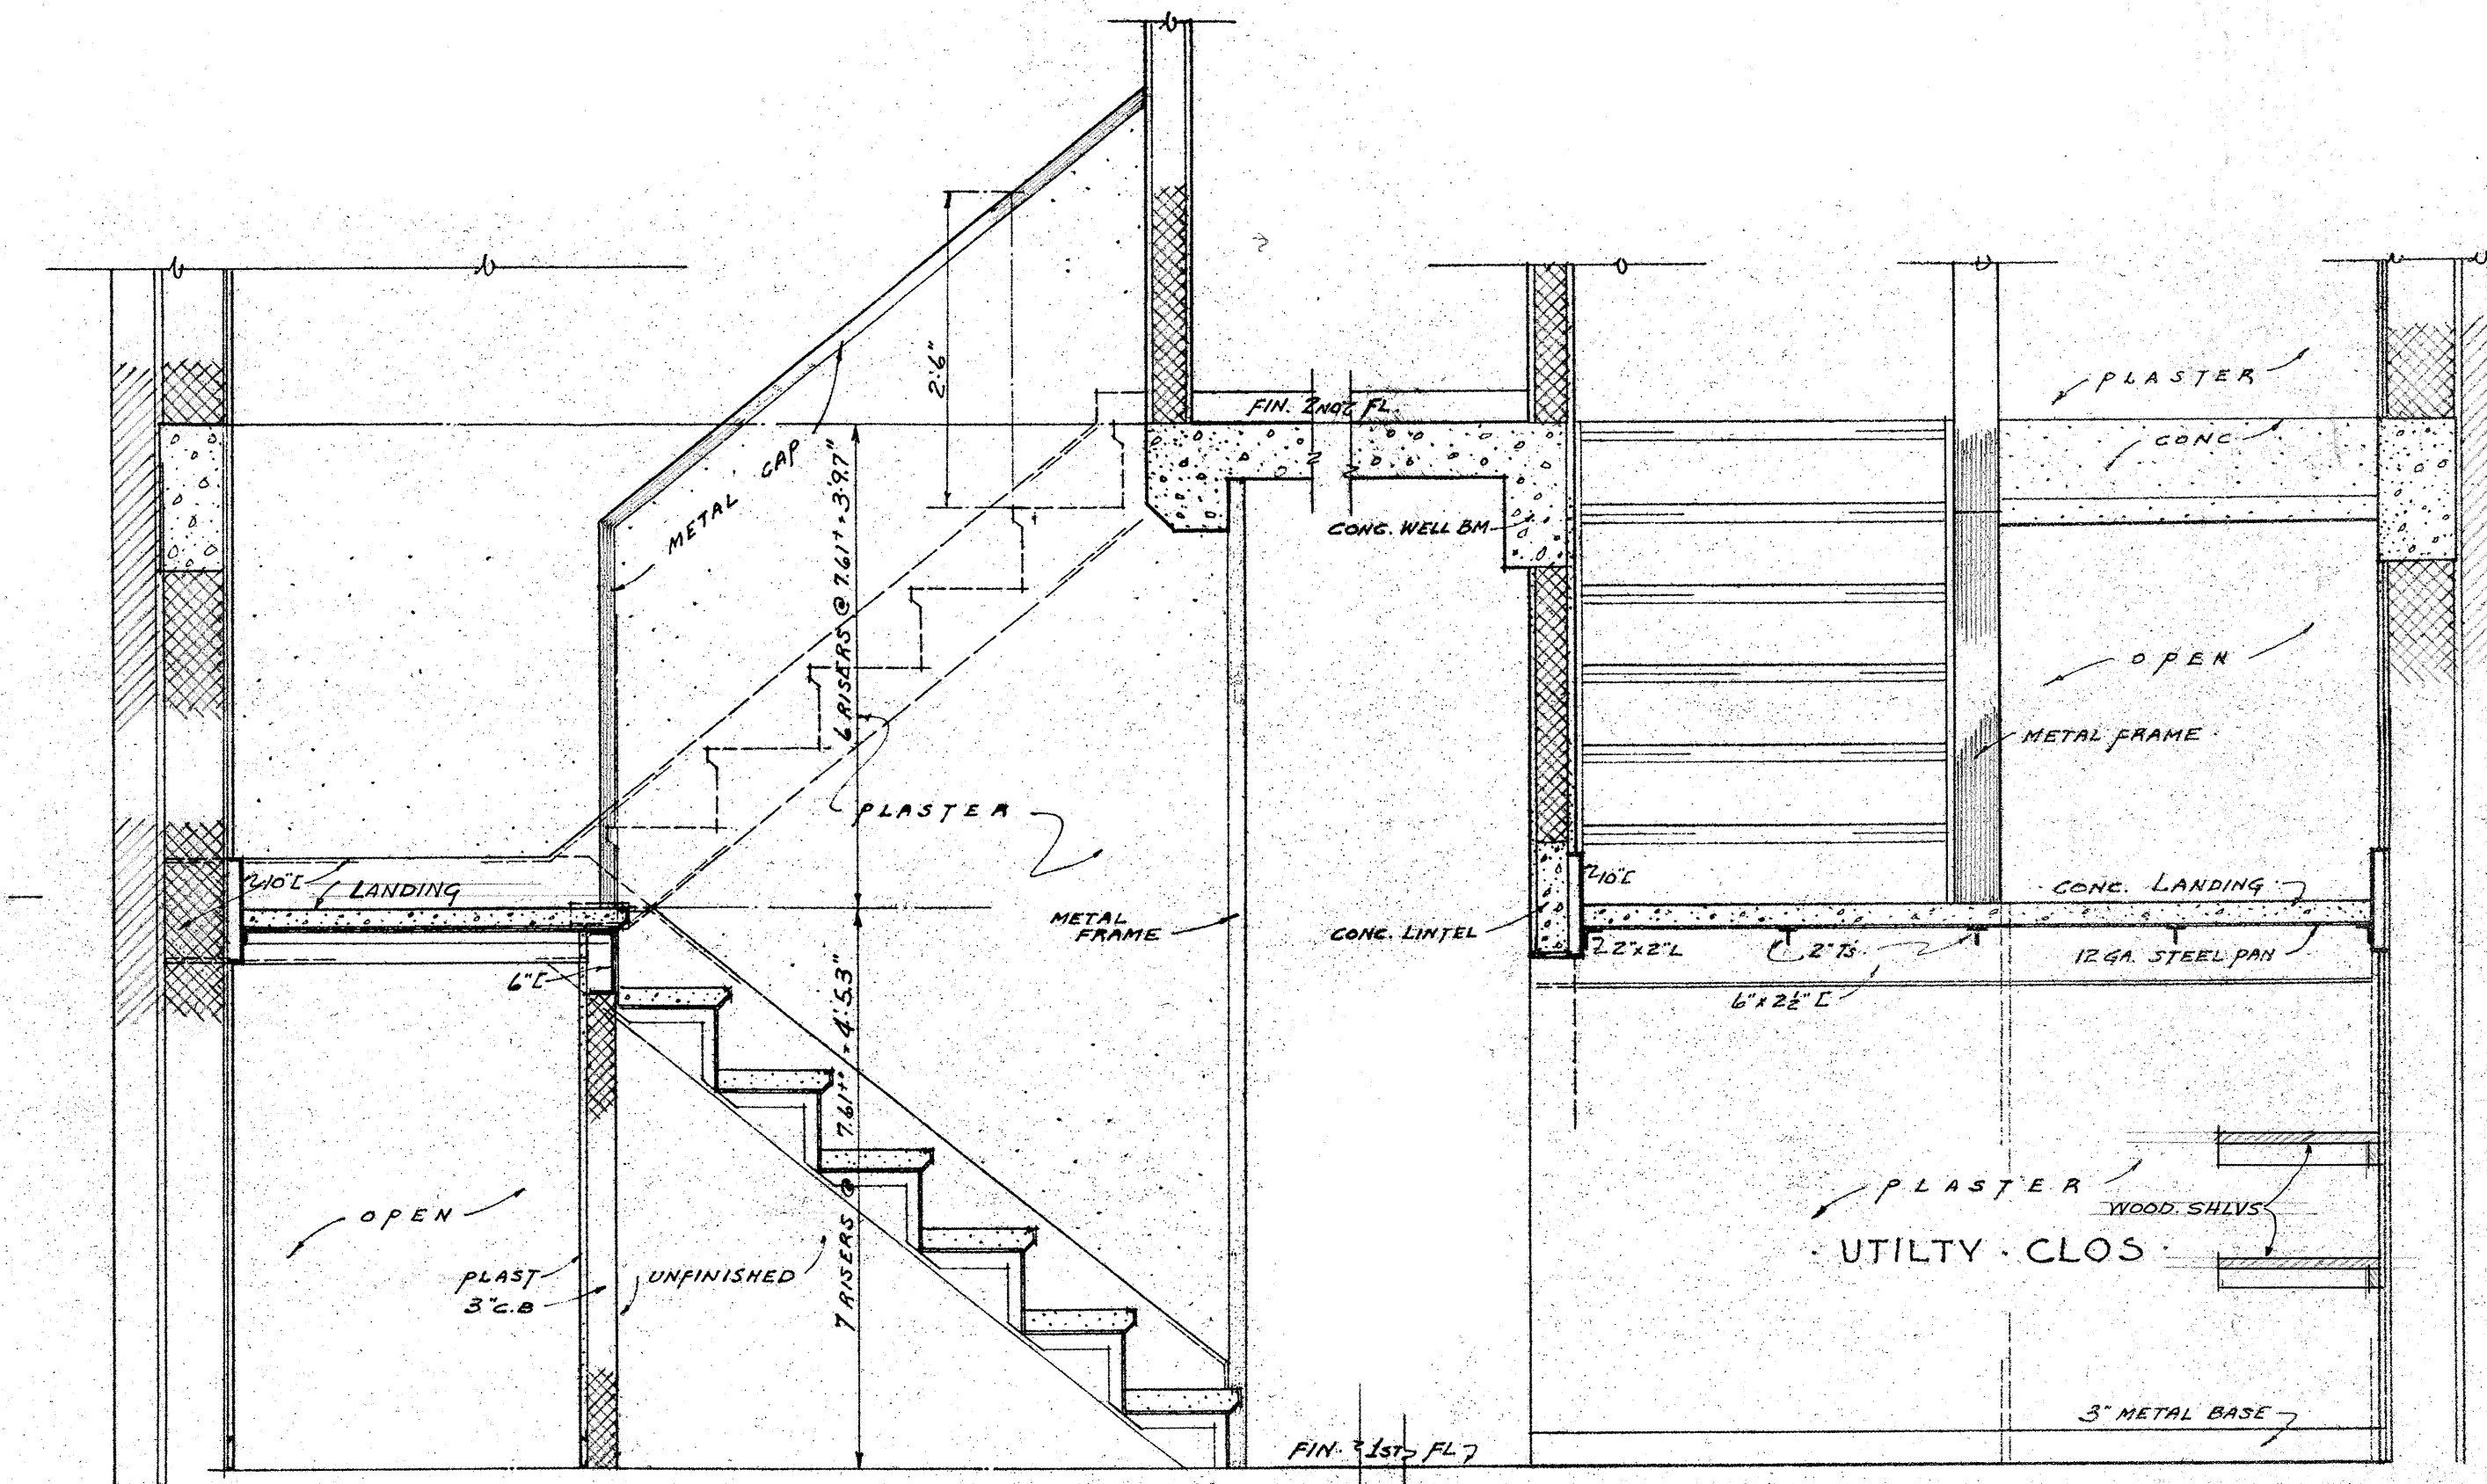 2'6"
FIN. 2ND FL.
PLASTER
CONC
METAL CAP
6 RISERS @ 7.61"+ = 3'9.7"
CONC. WELL BM
OPEN
METAL FRAME
PLASTER
10"[
LANDING
10"[
CONC. LANDING
METAL
FRAME
CONC. LINTEL
2"x2"L
2"Ts
12 GA. STEEL PAN
6"[
6"x2½"[
7 RISERS @ 7.61"+ = 4'5.3"
OPEN
PLASTER
WOOD. SHLVS
UTILTY · CLOS ·
PLAST
3"C.B
UNFINISHED
3" METAL BASE
FIN. 1ST FL